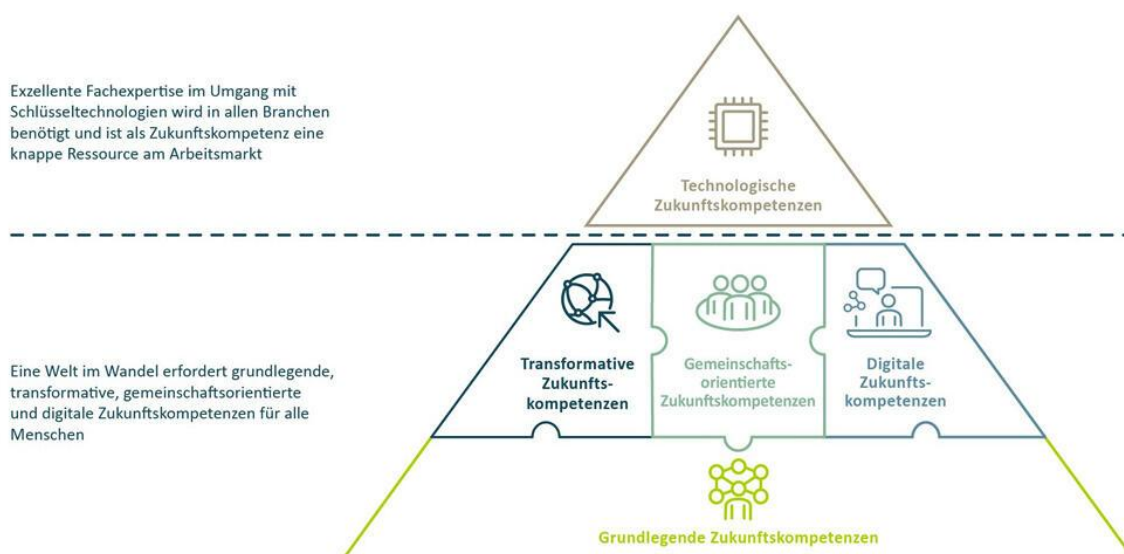 Exzellente Fachexpertise im Umgang mit
Schlüsseltechnologien wird in allen Branchen
benötigt und ist als Zukunftskompetenz eine
knappe Ressource am Arbeitsmarkt
Technologische
Zukunftskompetenzen
Eine Welt im Wandel erfordert grundlegende,
transformative, gemeinschaftsorientierte
und digitale Zukunftskompetenzen für alle
Menschen
Transformative
Zukunfts-
kompetenzen
Gemeinschafts-
orientierte
Zukunftskompetenzen
Digitale
Zukunfts-
kompetenzen
Grundlegende Zukunftskompetenzen